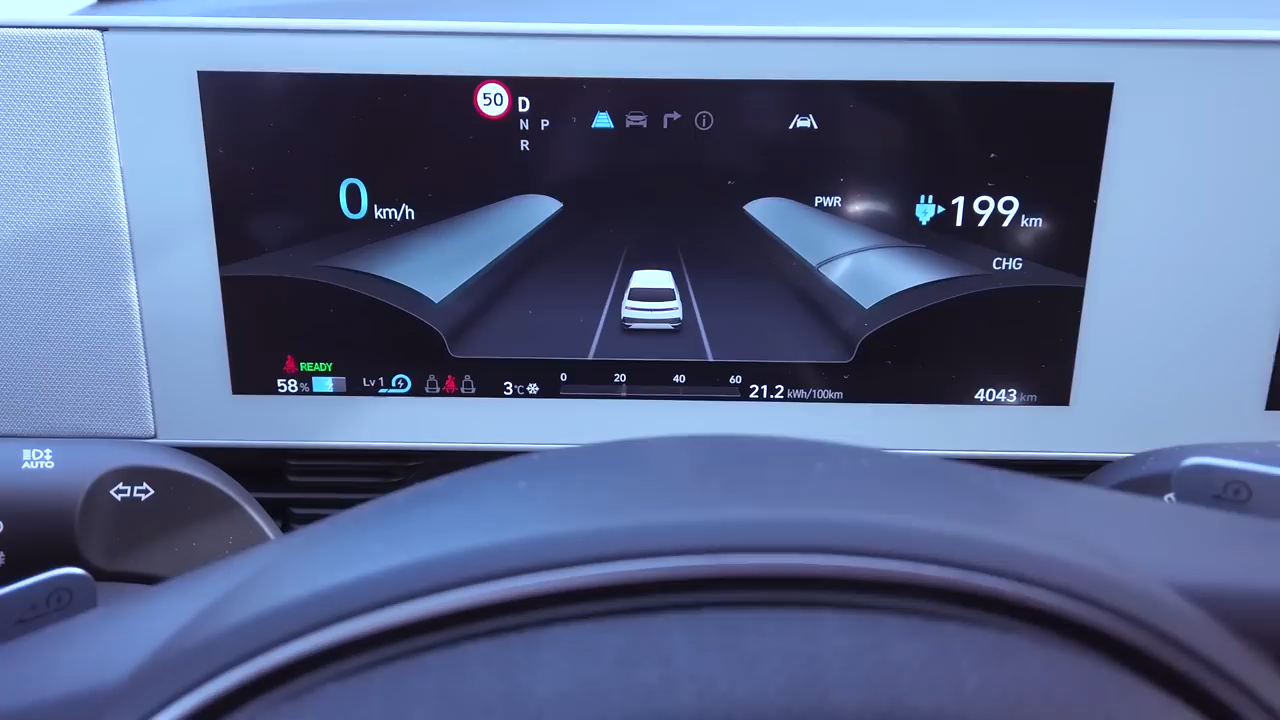 50 D
N P
R
0 km/h
PWR
199 km
CHG
READY
58%
Lv 1
3°C
0 20 40 60
21.2 kWh/100km
4043 km
AUTO